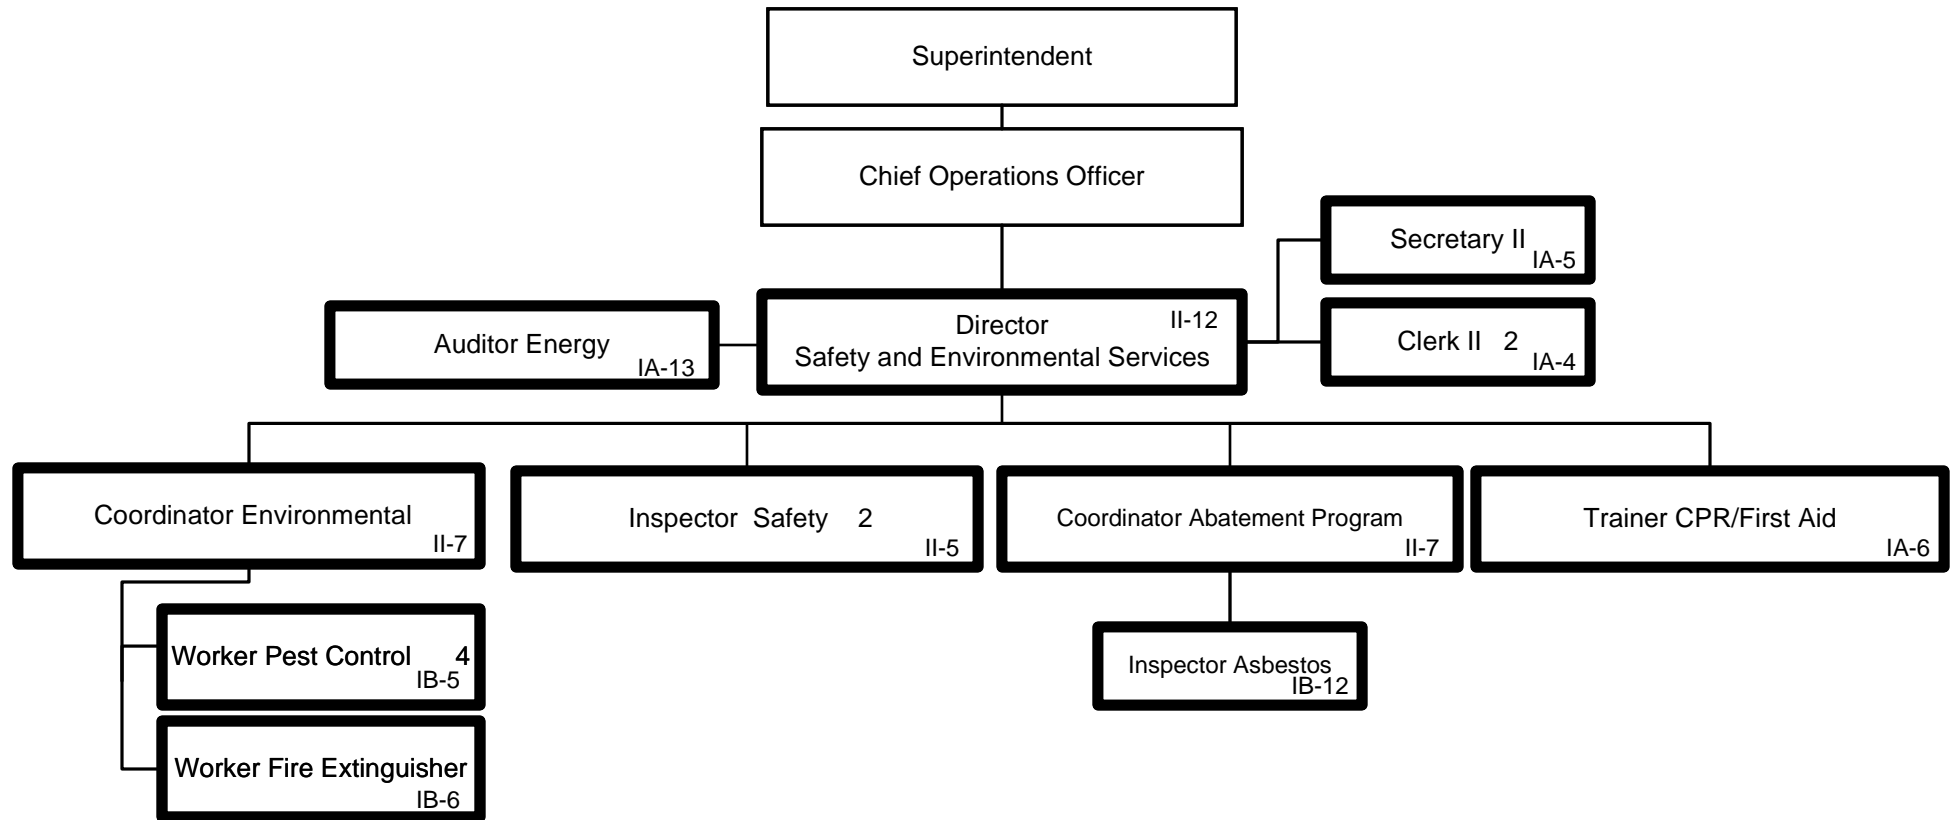 Superintendent
Chief Operations Officer
Secretary II
IA-5
Auditor Energy
IA-13
Director
II-12
Safety and Environmental Services
Clerk II 2
IA-4
Coordinator Environmental
II-7
Inspector Safety 2
II-5
Coordinator Abatement Program
II-7
Trainer CPR/First Aid
IA-6
Worker Pest Control 4
IB-5
Inspector Asbestos
IB-12
Worker Fire Extinguisher
IB-6